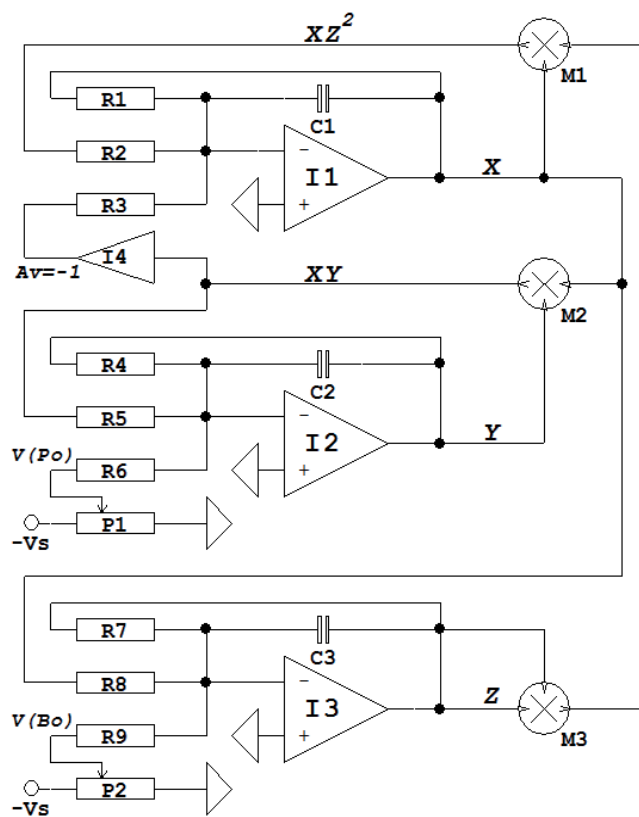 XZ²
M1
R1
C1
R2
I1
− 
+
X
R3
I4
Av=-1
XY
M2
R4
C2
R5
I2
−
+
Y
V(Po)
R6
P1
-Vs
R7
C3
R8
I3
−
+
Z
M3
V(Bo)
R9
P2
-Vs